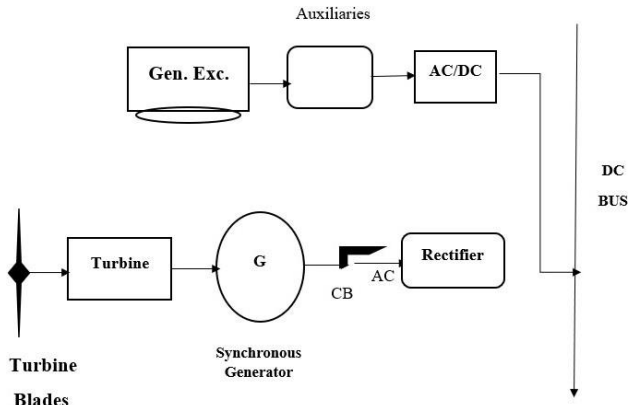 Auxiliaries
Gen. Exc.
AC/DC
DC
BUS
Turbine
G
CB
AC
Rectifier
Synchronous
Generator
Turbine
Blades